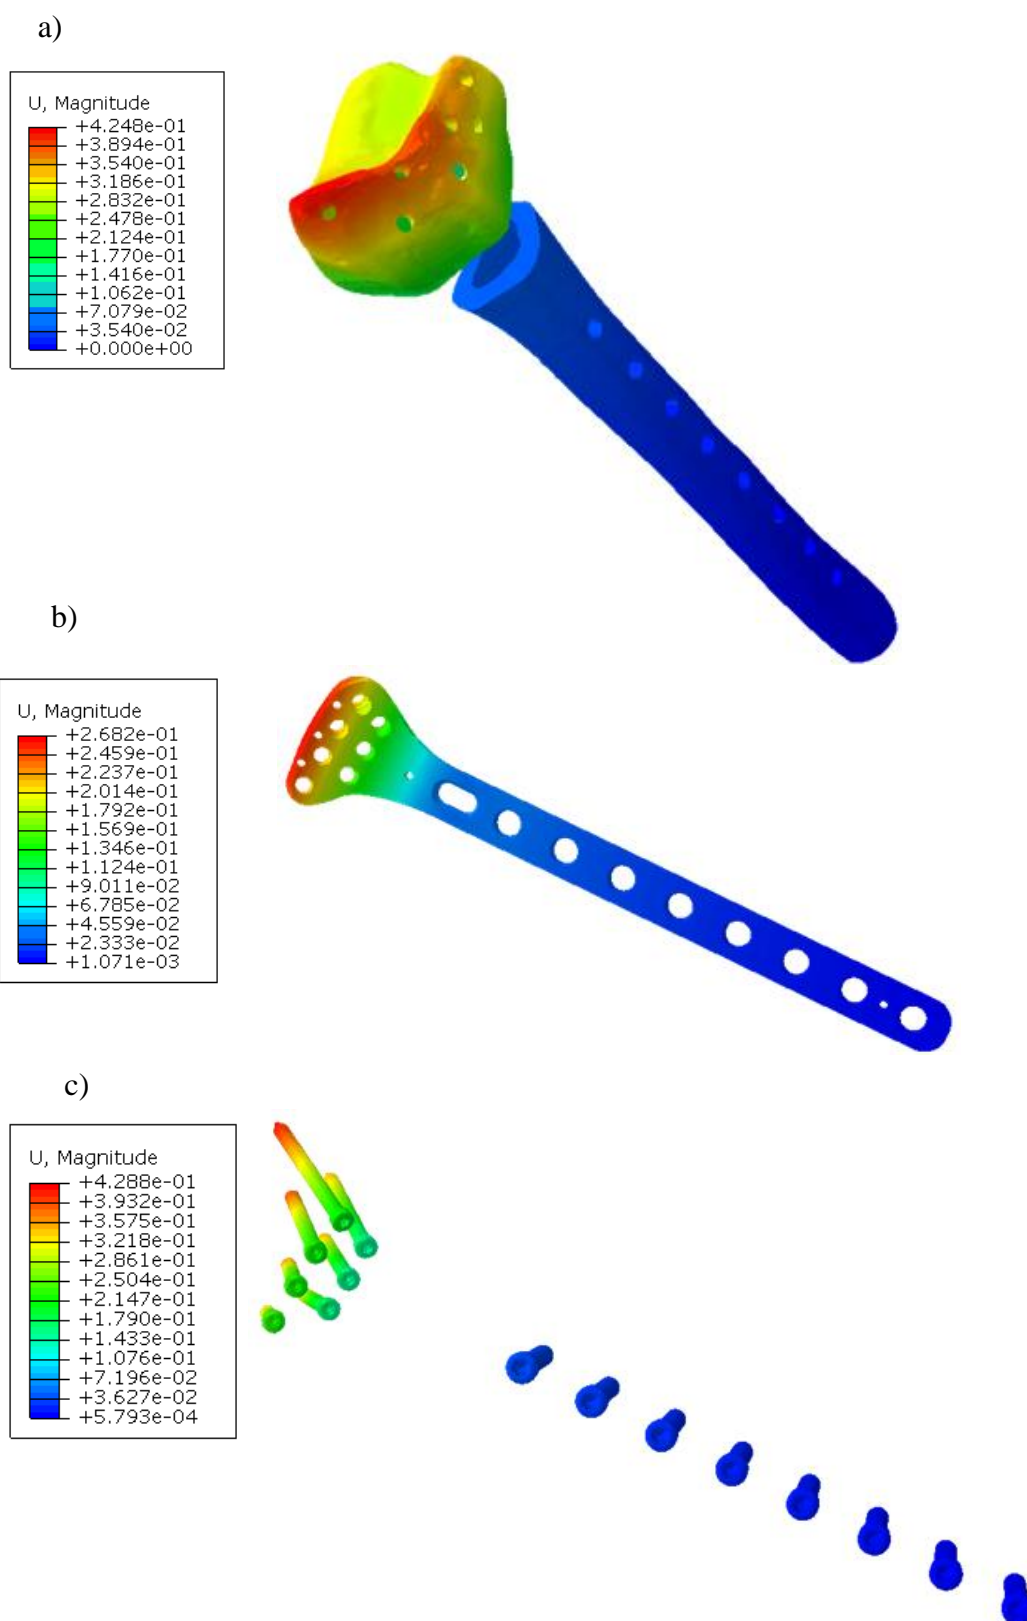 a)
U, Magnitude
+4.248e-01
+3.894e-01
+3.540e-01
+3.186e-01
+2.832e-01
+2.478e-01
+2.124e-01
+1.770e-01
+1.416e-01
+1.062e-01
+7.079e-02
+3.540e-02
+0.000e+00
b)
U, Magnitude
+2.682e-01
+2.459e-01
+2.237e-01
+2.014e-01
+1.792e-01
+1.569e-01
+1.346e-01
+1.124e-01
+9.011e-02
+6.785e-02
+4.559e-02
+2.333e-02
+1.071e-03
c)
U, Magnitude
+4.288e-01
+3.932e-01
+3.575e-01
+3.218e-01
+2.861e-01
+2.504e-01
+2.147e-01
+1.790e-01
+1.433e-01
+1.076e-01
+7.196e-02
+3.627e-02
+5.793e-04